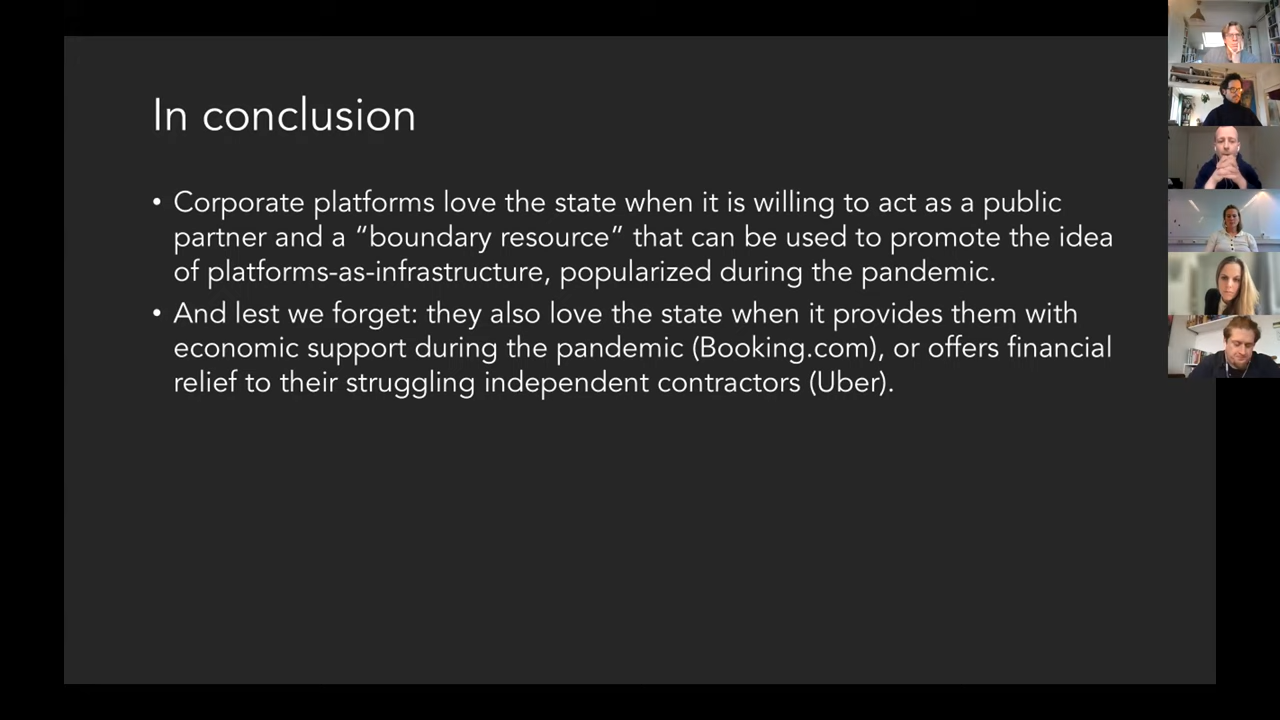 In conclusion
• Corporate platforms love the state when it is willing to act as a public
partner and a “boundary resource” that can be used to promote the idea
of platforms-as-infrastructure, popularized during the pandemic.
• And lest we forget: they also love the state when it provides them with
economic support during the pandemic (Booking.com), or offers financial
relief to their struggling independent contractors (Uber).